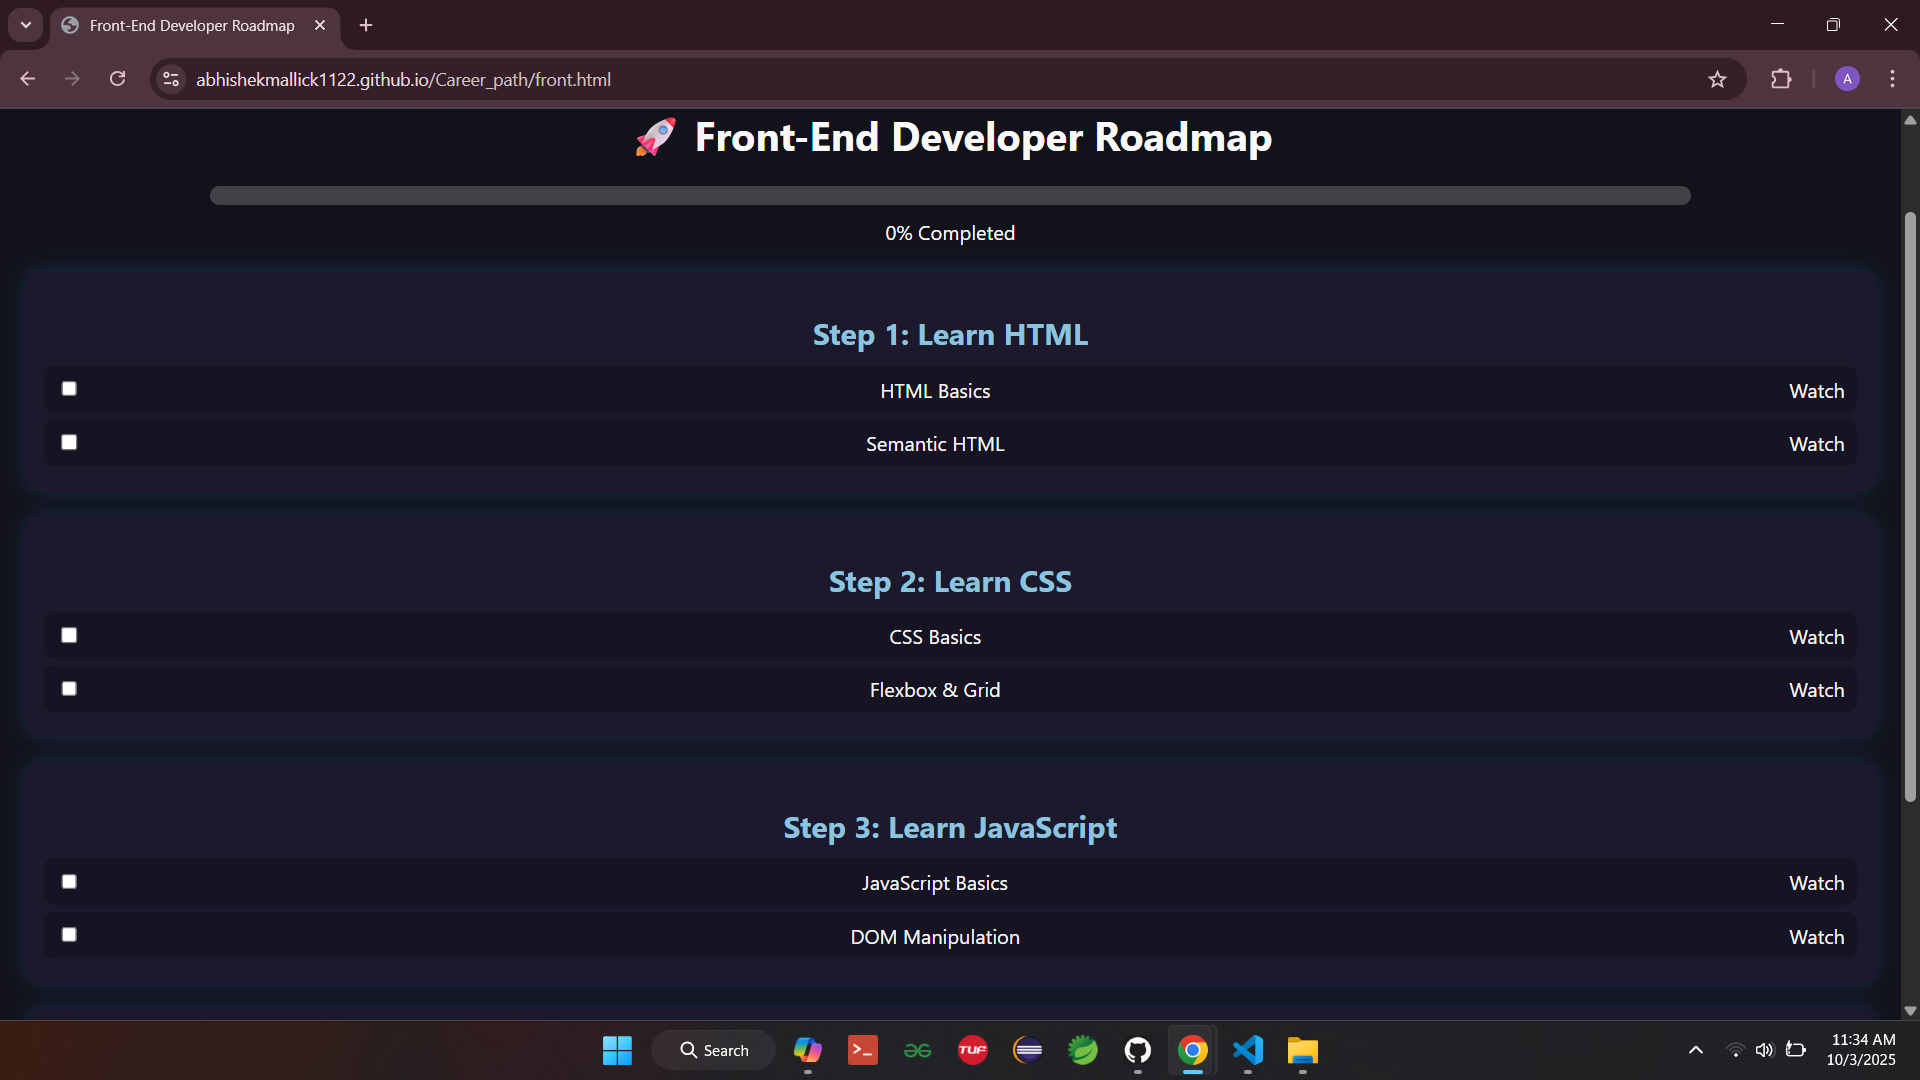 Front-End Developer Roadmap
abhishekmallick1122.github.io/Career_path/front.html
A
🚀 Front-End Developer Roadmap
0% Completed
Step 1: Learn HTML
HTML Basics Watch
Semantic HTML Watch
Step 2: Learn CSS
CSS Basics Watch
Flexbox & Grid Watch
Step 3: Learn JavaScript
JavaScript Basics Watch
DOM Manipulation Watch
Search
TUF
11:34 AM
10/3/2025